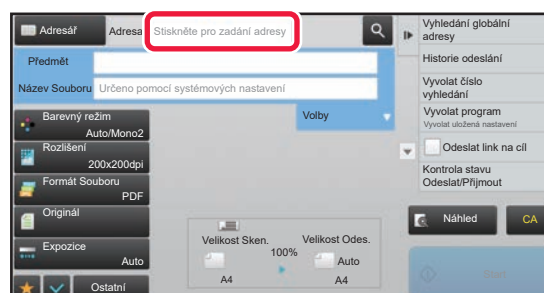 Adresář
Adresa
Stiskněte pro zadání adresy
Předmět
Název Souboru
Určeno pomocí systémových nastavení
Barevný režim
Auto/Mono2
Rozlišení
200x200dpi
Formát Souboru
PDF
Originál
Expozice
Auto
Ostatní
Volby
Velikost Sken.
100%
Velikost Odes.
A4
Auto
A4
Vyhledání globální
adresy
Historie odeslání
Vyvolat číslo
vyhledání
Vyvolat program
Vyvolat uložená nastavení
Odeslat link na cíl
Kontrola stavu
Odeslat/Přijmout
Náhled
CA
Start